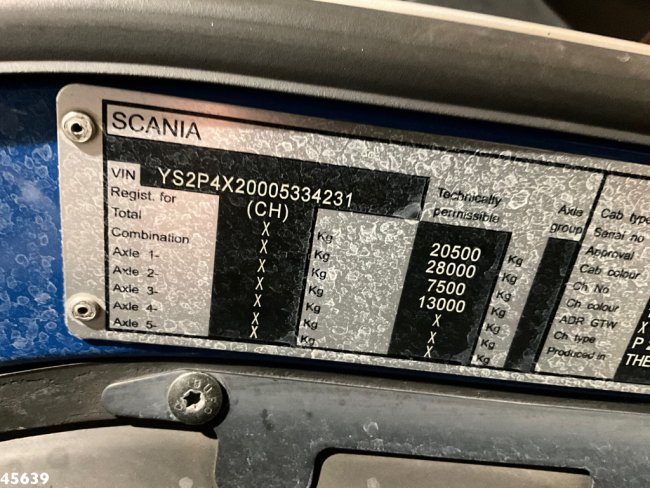 SCANIA
VIN YS2P4X20005334231
Regist. for (CH) Technically permissible Axle group
Total X Kg 20500 Kg
Combination X Kg 28000 Kg
Axle 1- X Kg 7500 Kg
Axle 2- X Kg 13000 Kg
Axle 3- X Kg X Kg
Axle 4- X Kg X Kg
Axle 5- X Kg X Kg
Cab type
Serial no
Approval
Cab colour
Ch No
Ch colour
ADR GTW X
Ch type P
Produced in THE
45639